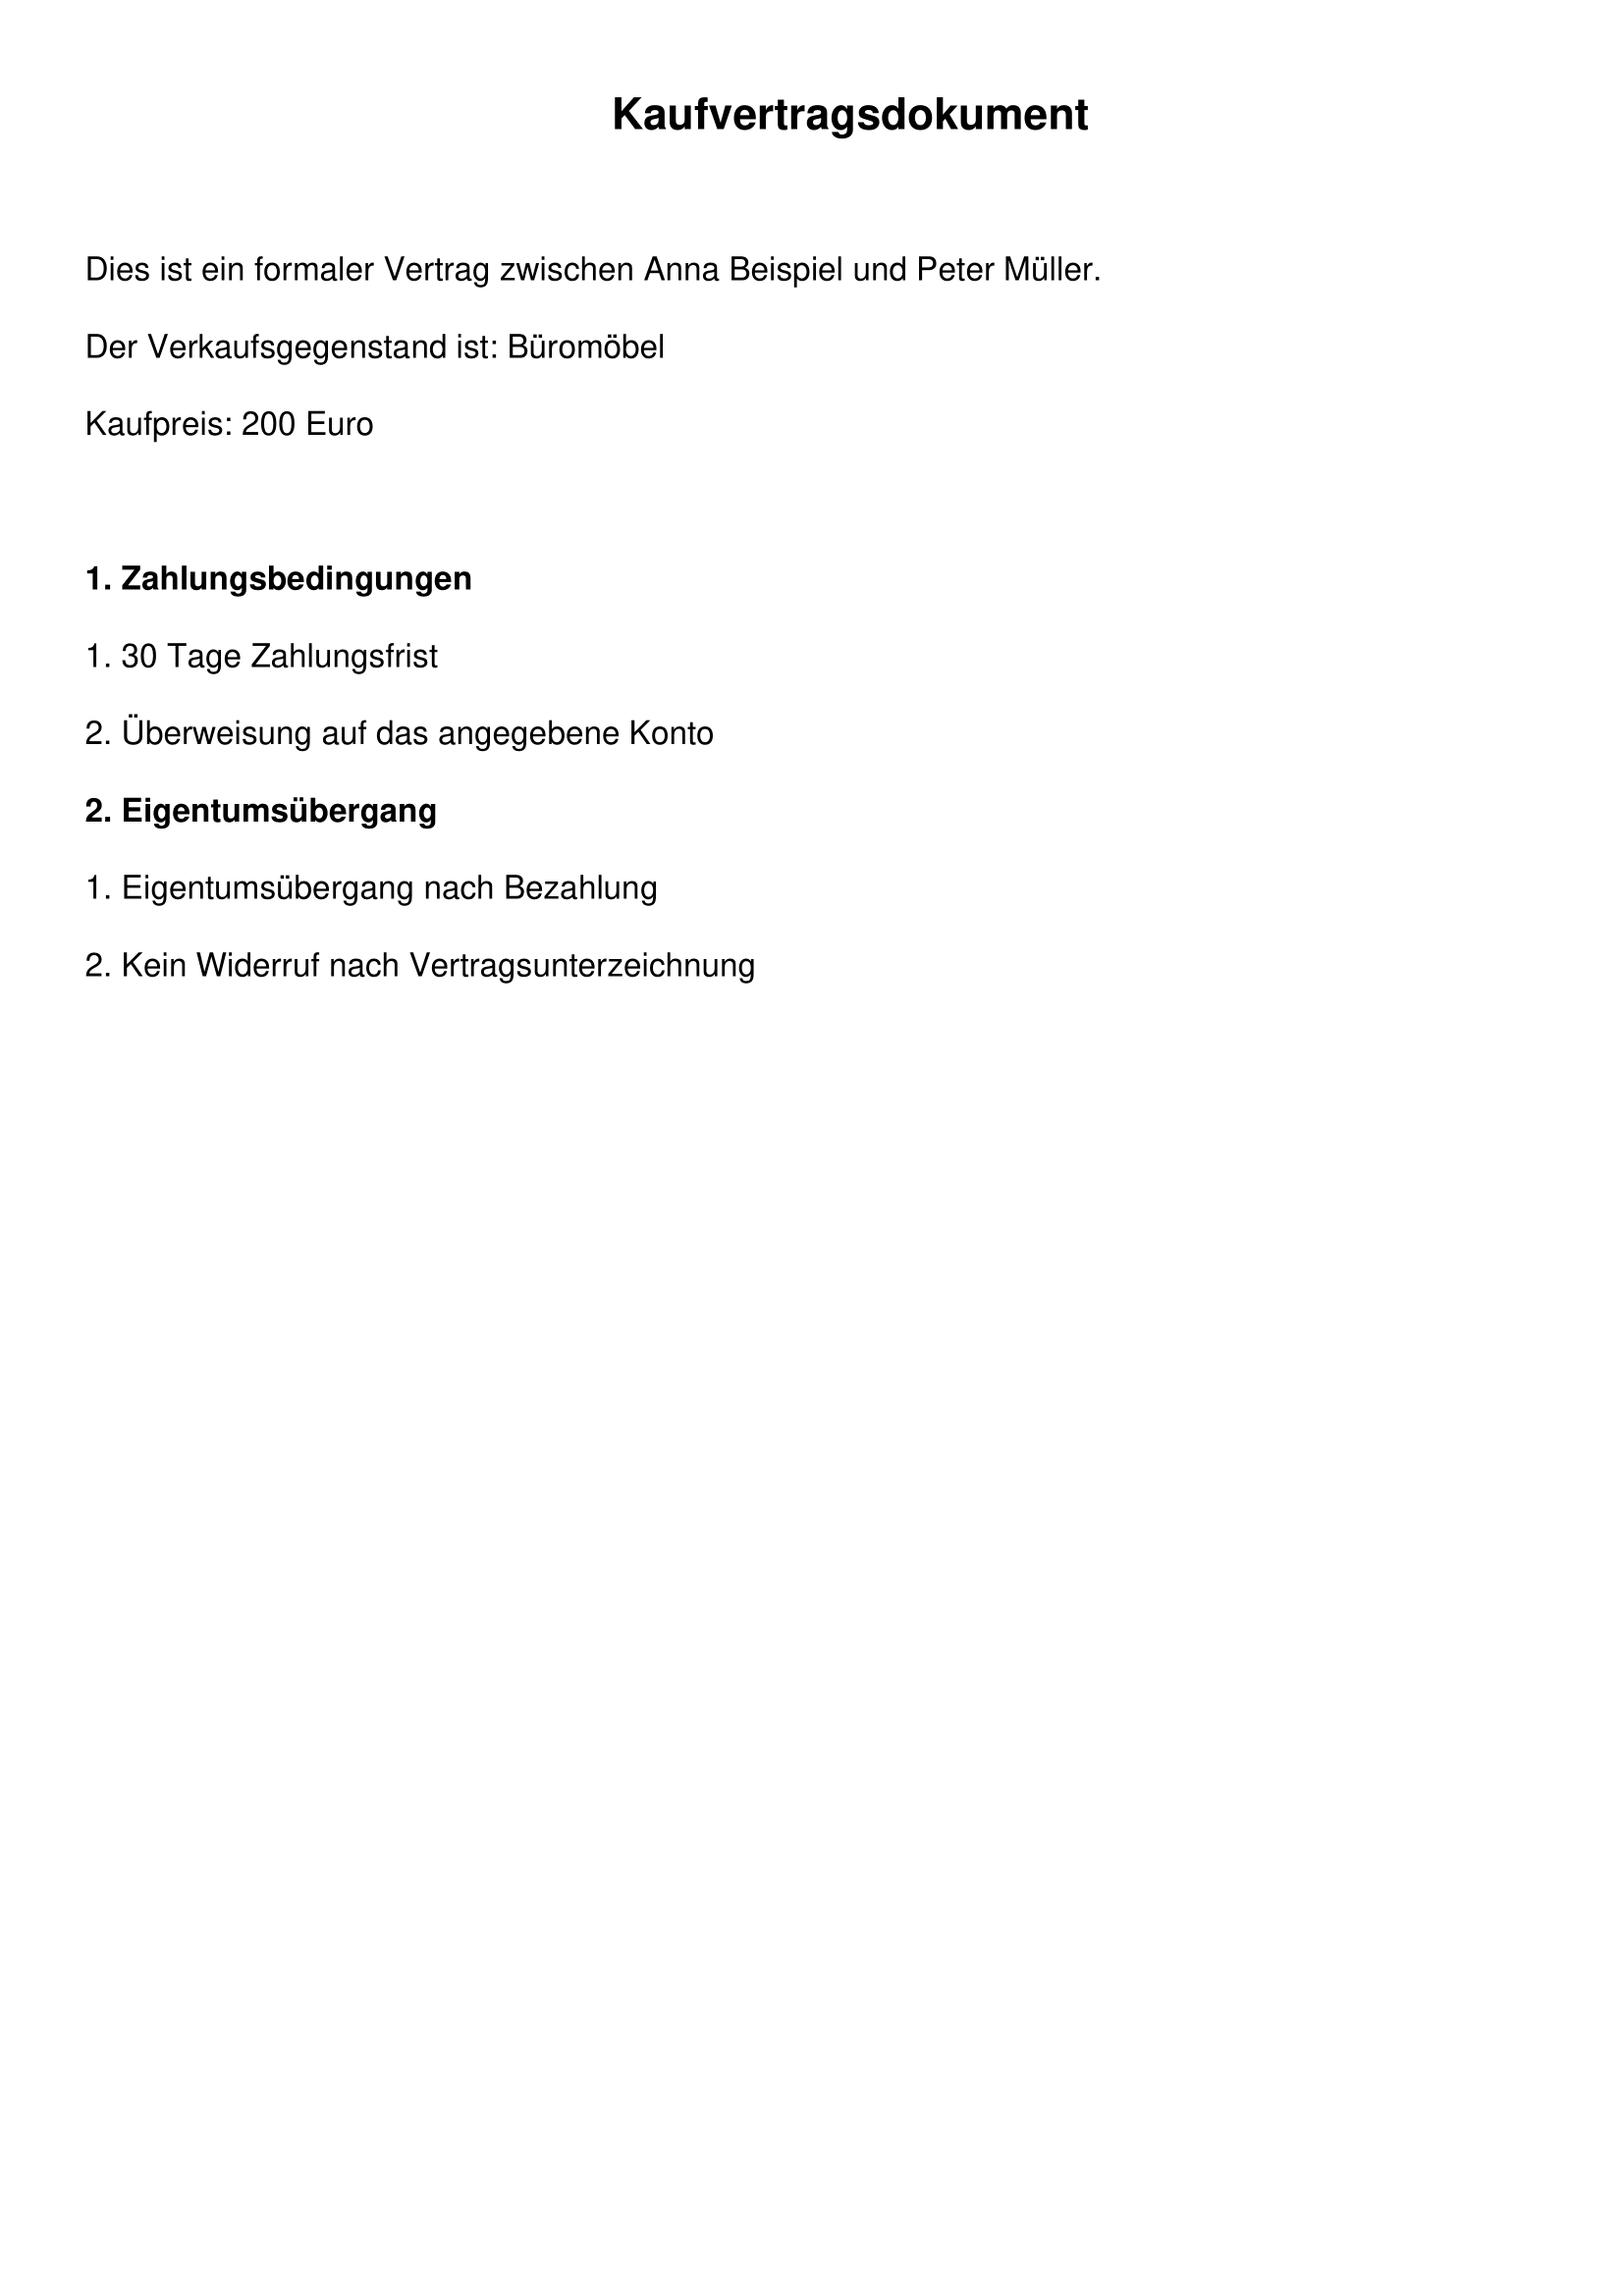 Kaufvertragsdokument
Dies ist ein formaler Vertrag zwischen Anna Beispiel und Peter Müller.
Der Verkaufsgegenstand ist: Büromöbel
Kaufpreis: 200 Euro
1. Zahlungsbedingungen
1. 30 Tage Zahlungsfrist
2. Überweisung auf das angegebene Konto
2. Eigentumsübergang
1. Eigentumsübergang nach Bezahlung
2. Kein Widerruf nach Vertragsunterzeichnung